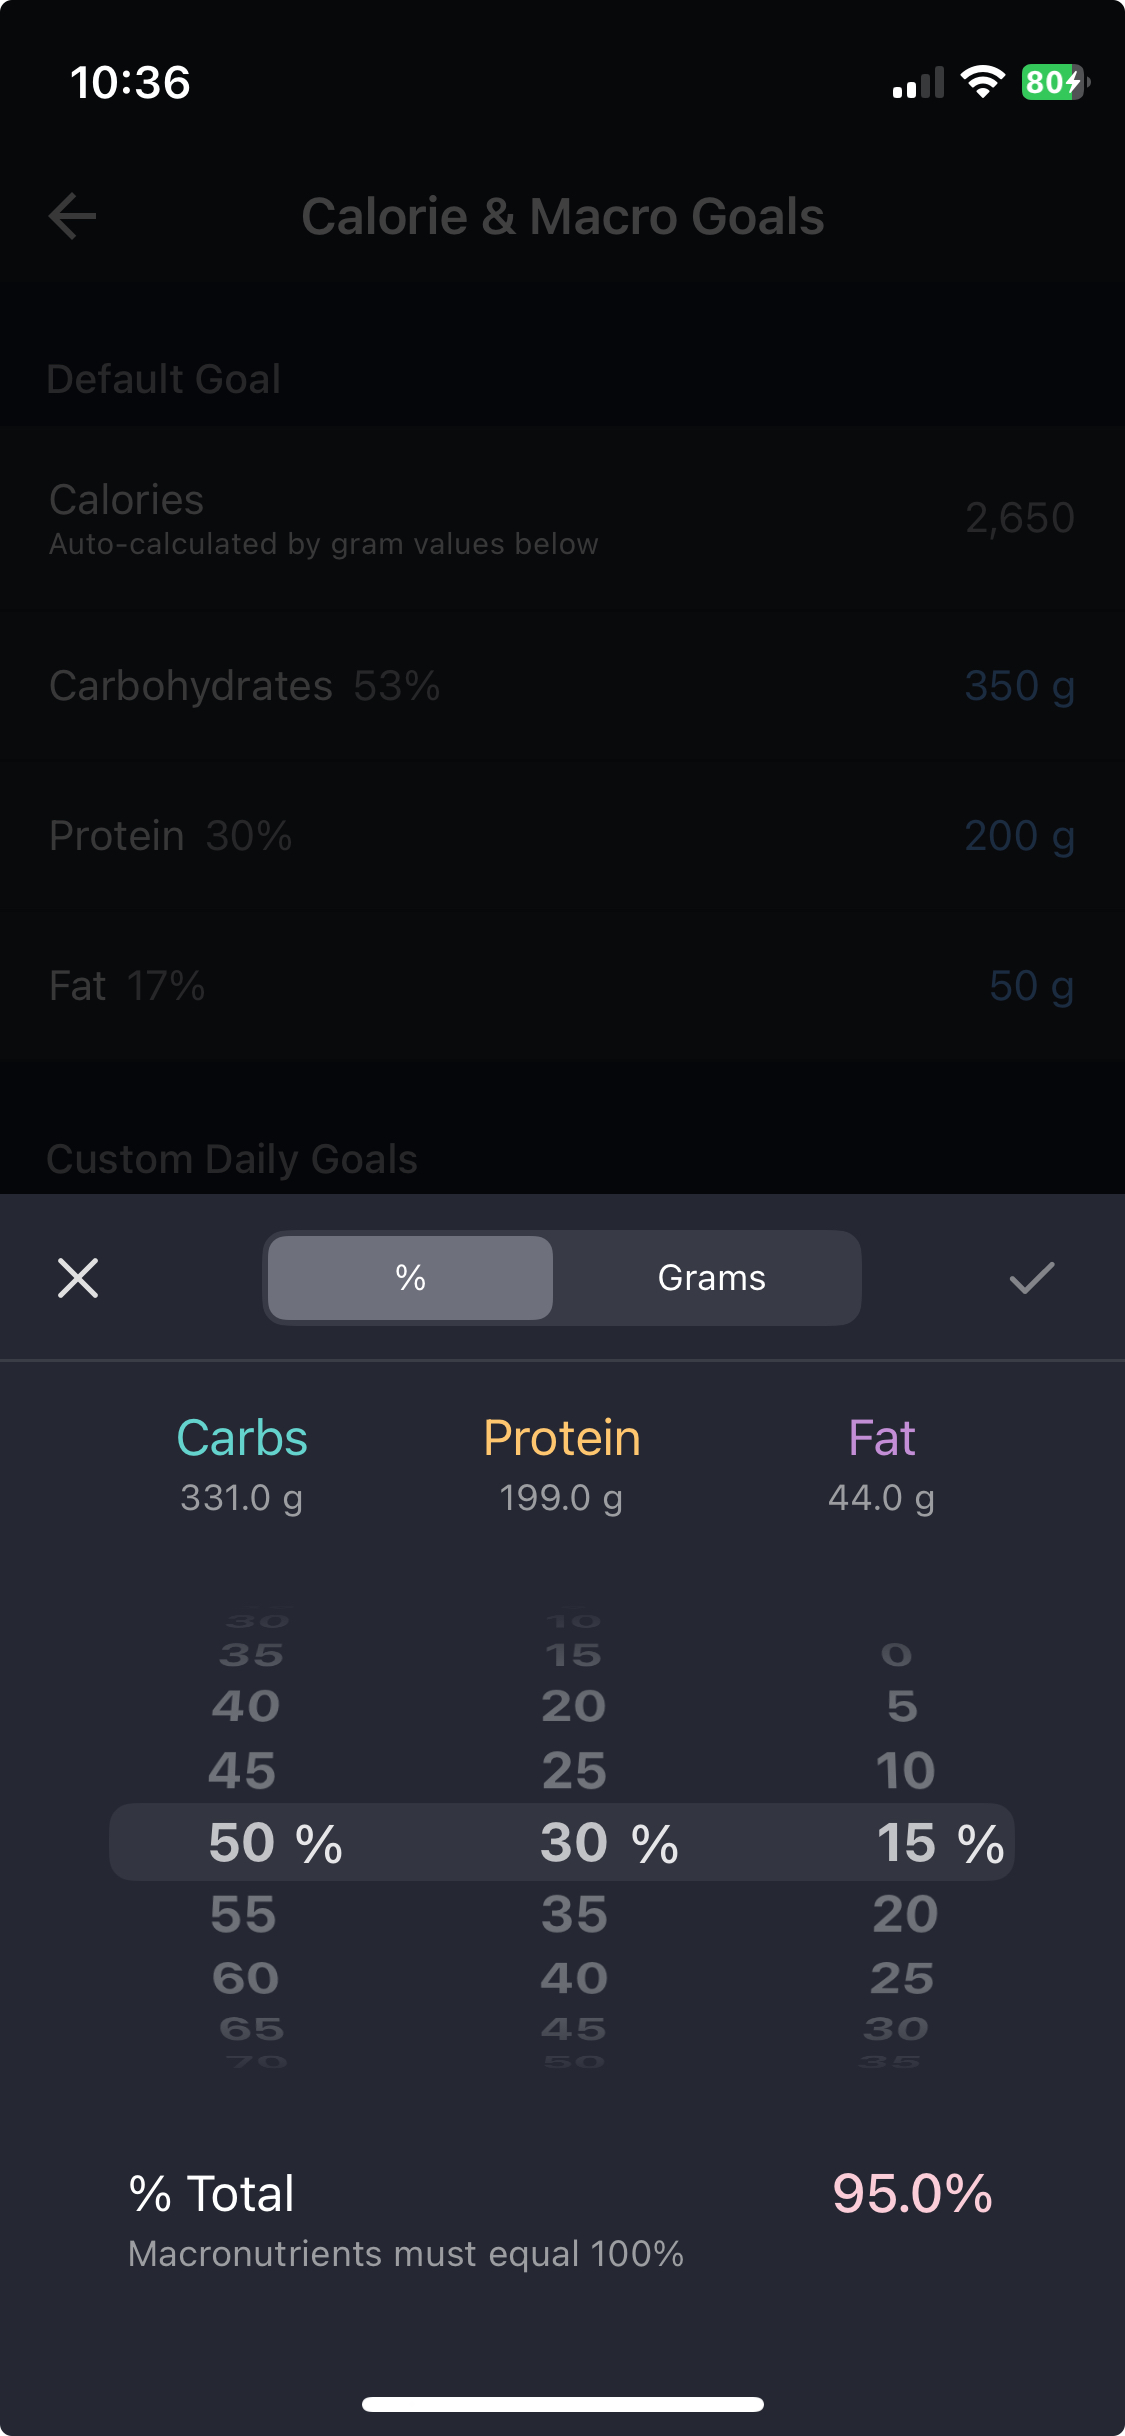 10:36
80
Calorie & Macro Goals
Default Goal
Calories
2,650
Auto-calculated by gram values below
Carbohydrates 53%
350 g
Protein 30%
200 g
Fat 17%
50 g
Custom Daily Goals
% Grams
Carbs Protein Fat
331.0 g 199.0 g 44.0 g
30 10
35 15 0
40 20 5
45 25 10
50 % 30 % 15 %
55 35 20
60 40 25
65 45 30
70 50 35
% Total
95.0%
Macronutrients must equal 100%